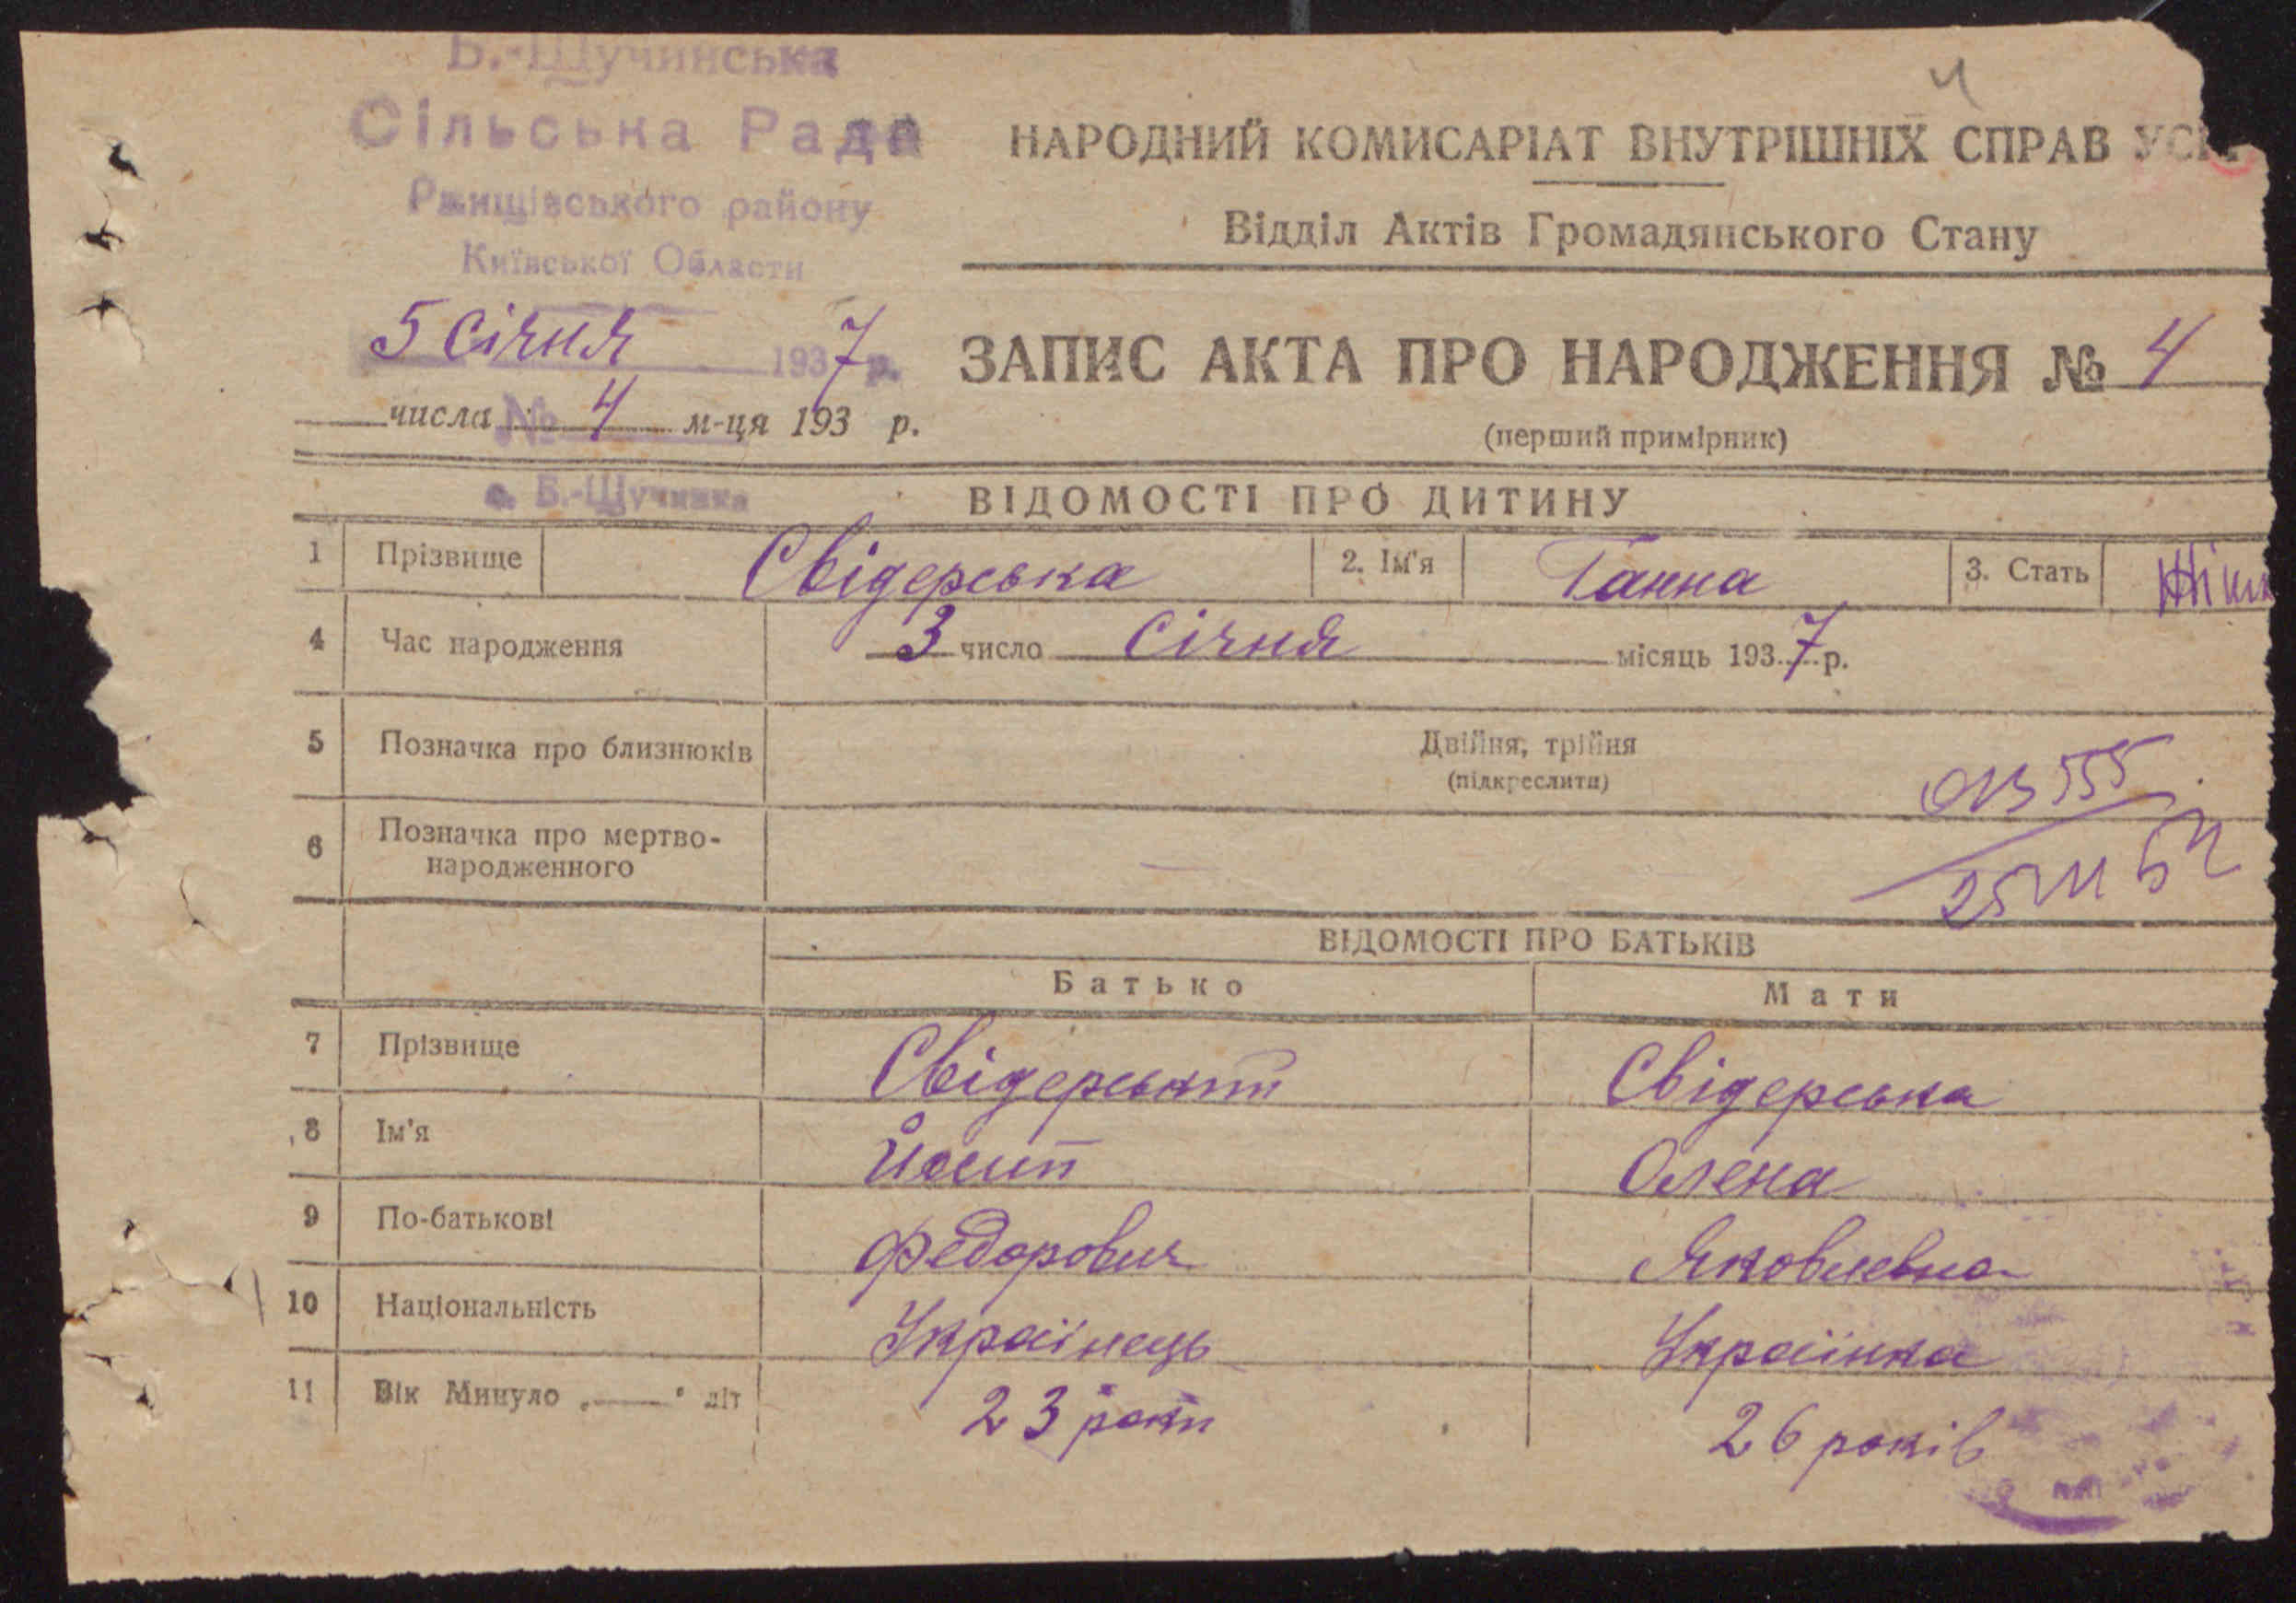 Б.-Щучинська
Сільська Рада
Ржищівського району
Київської Области
5 Січня 1937 р.
№ 4
числа м-ця 193 р.
с. Б.-Щучинка
4
НАРОДНИЙ КОМИСАРІАТ ВНУТРІШНІХ СПРАВ
Відділ Актів Громадянського Стану
ЗАПИС АКТА ПРО НАРОДЖЕННЯ № 4
(перший примірник)
ВІДОМОСТІ ПРО ДИТИНУ
1 Прізвище Свідерська 2. Ім'я Ганна 3. Стать
4 Час народження 3 число Січня місяць 1937 р.
5 Позначка про близнюків Двійня, трійня
(підкреслити)
6 Позначка про мертво-
народженного
555
ВІДОМОСТІ ПРО БАТЬКІВ
Батько Мати
7 Прізвище Свідерський Свідерська
8 Ім'я Йосип Олена
9 По-батькові Федорович Яковлевна
10 Національність Українець Українка
11 Вік Минуло „—" літ 23 роки 26 років